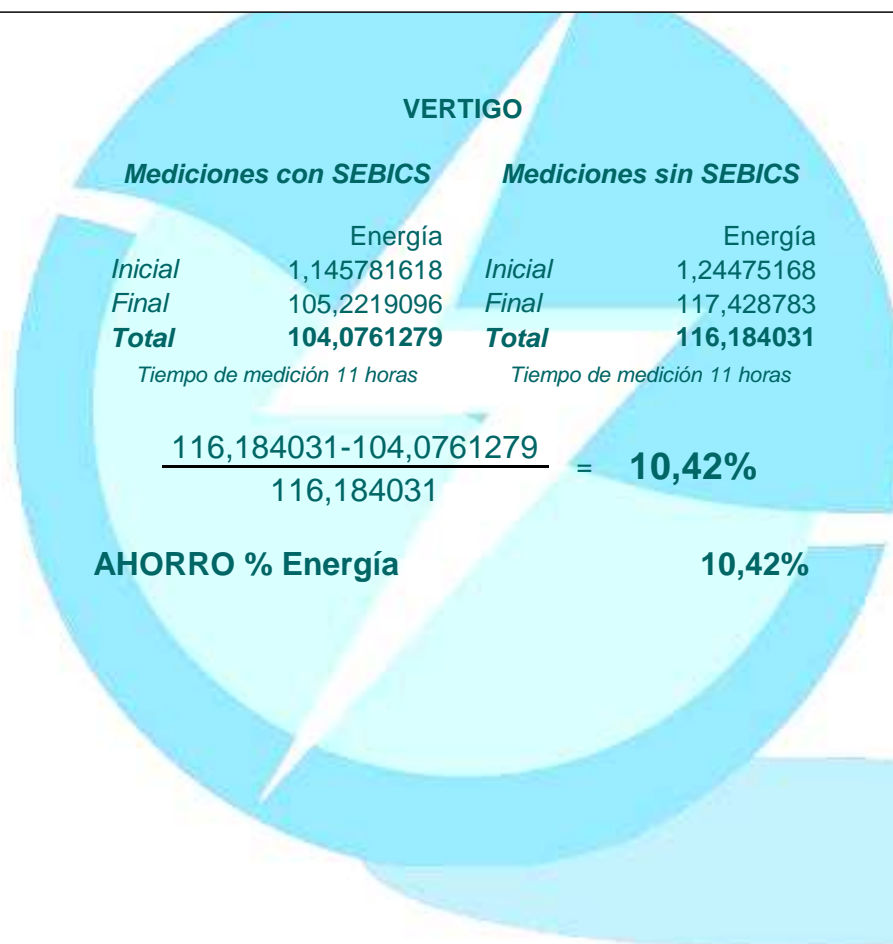 VERTIGO
Mediciones con SEBICS Mediciones sin SEBICS
Energía Energía
Inicial 1,145781618 Inicial 1,24475168
Final 105,2219096 Final 117,428783
Total 104,0761279 Total 116,184031
Tiempo de medición 11 horas Tiempo de medición 11 horas
116,184031-104,0761279
= 10,42%
116,184031
AHORRO % Energía 10,42%